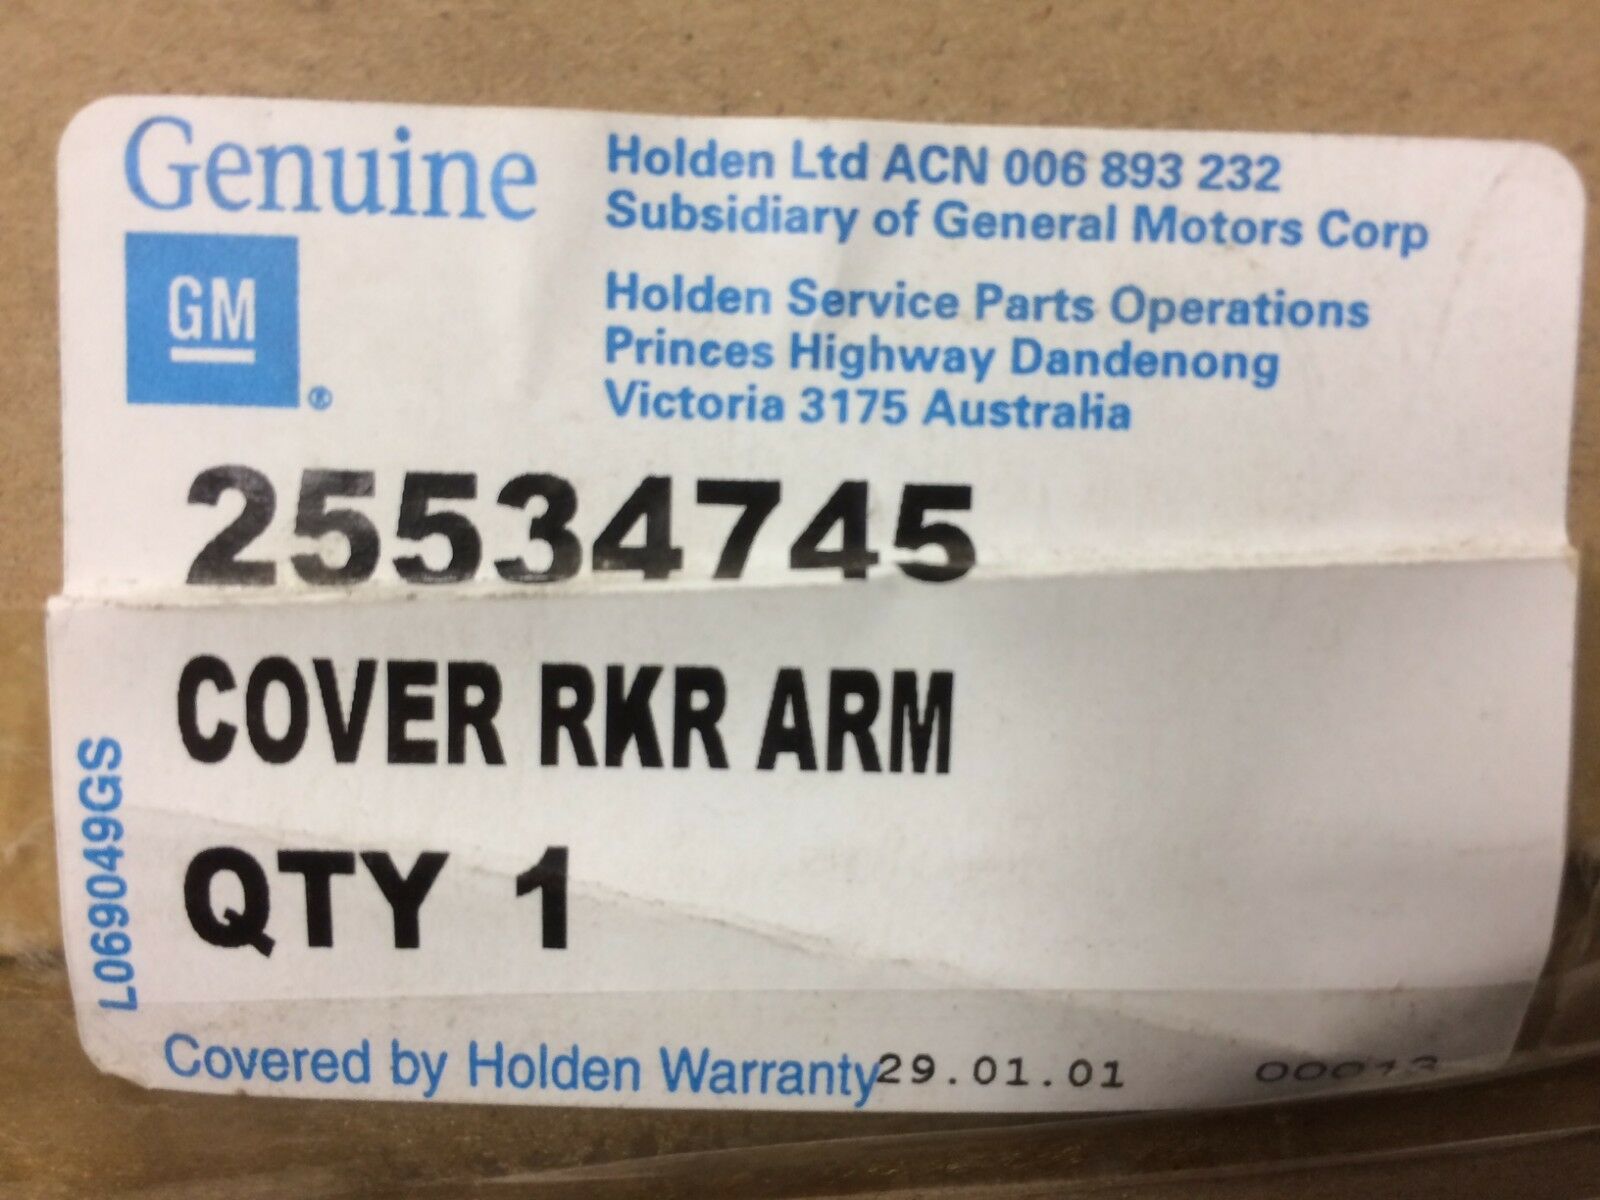 Genuine
GM
®
Holden Ltd ACN 006 893 232
Subsidiary of General Motors Corp
Holden Service Parts Operations
Princes Highway Dandenong
Victoria 3175 Australia
25534745
COVER RKR ARM
QTY 1
L069049GS
Covered by Holden Warranty
29.01.01